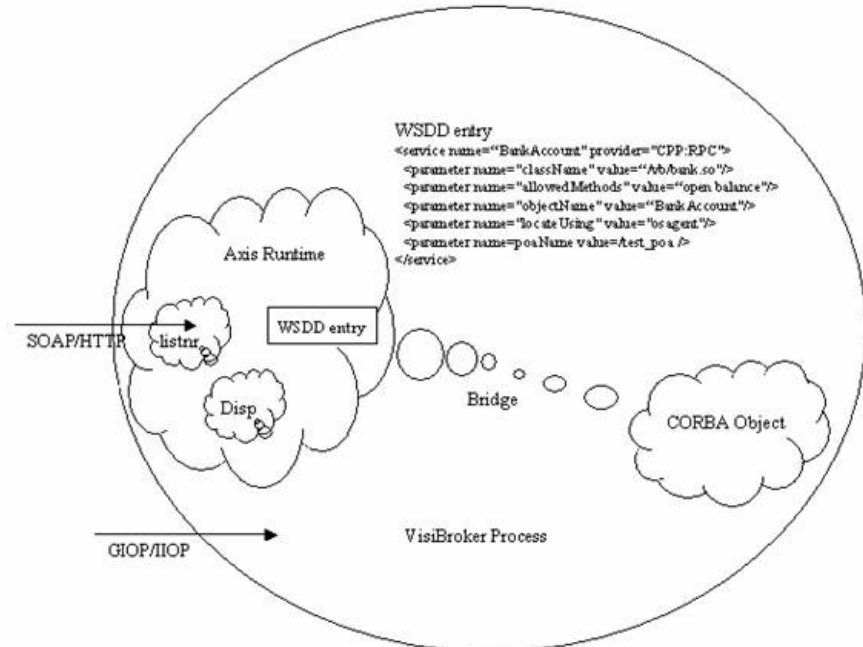 WSDD entry
<service name="BankAccount" provider="CPP:RPC">
<parameter name="className" value="/vb/bank.so"/>
<parameter name="allowedMethods" value="open balance"/>
<parameter name="objectName" value="BankAccount"/>
<parameter name="locateUsing" value="osagent"/>
<parameter name=poaName value=/test_poa />
</service>
Axis Runtime
WSDD entry
SOAP/HTTP
listnr
Disp
Bridge
CORBA Object
VisiBroker Process
GIOP/IIOP